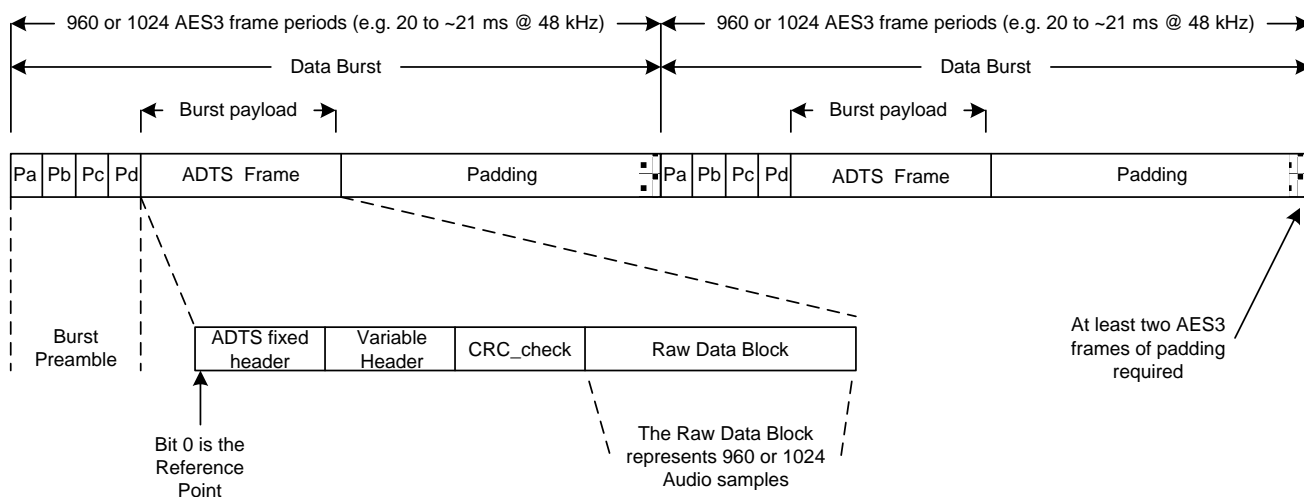 960 or 1024 AES3 frame periods (e.g. 20 to ~21 ms @ 48 kHz)
960 or 1024 AES3 frame periods (e.g. 20 to ~21 ms @ 48 kHz)
Data Burst
Data Burst
Burst payload
Burst payload
Pa Pb Pc Pd ADTS Frame Padding Pa Pb Pc Pd ADTS Frame Padding
Burst
Preamble
ADTS fixed
header
Variable
Header
CRC_check
Raw Data Block
At least two AES3
frames of padding
required
Bit 0 is the
Reference
Point
The Raw Data Block
represents 960 or 1024
Audio samples